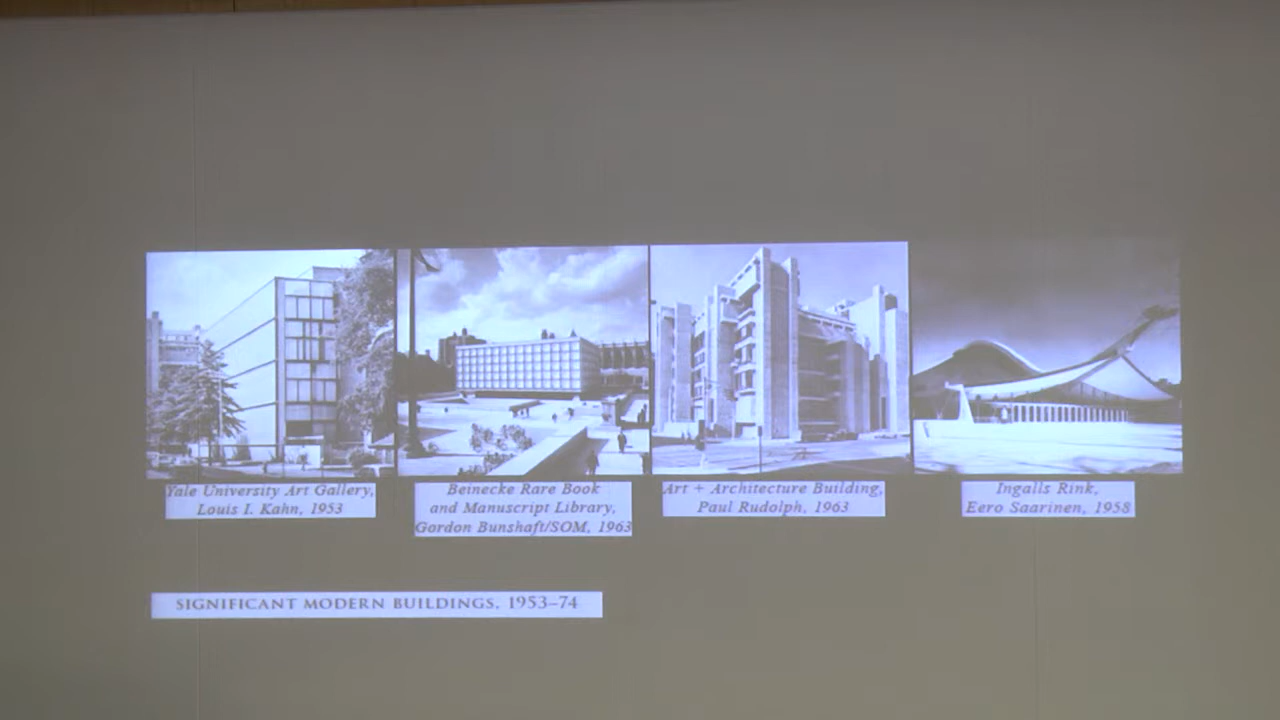 Yale University Art Gallery,
Louis I. Kahn, 1953
Beinecke Rare Book
and Manuscript Library,
Gordon Bunshaft/SOM, 1963
Art + Architecture Building,
Paul Rudolph, 1963
Ingalls Rink,
Eero Saarinen, 1958
SIGNIFICANT MODERN BUILDINGS, 1953–74